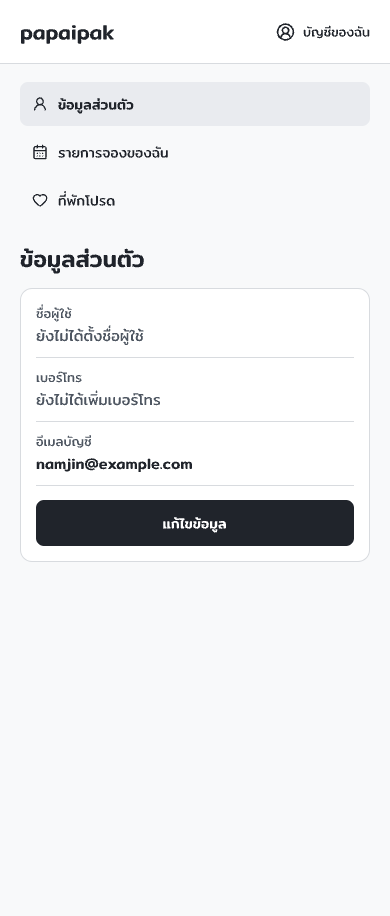 papaipak
บัญชีของฉัน
ข้อมูลส่วนตัว
รายการจองของฉัน
ที่พักโปรด
ข้อมูลส่วนตัว
ชื่อผู้ใช้
ยังไม่ได้ตั้งชื่อผู้ใช้
เบอร์โทร
ยังไม่ได้เพิ่มเบอร์โทร
อีเมลบัญชี
namjin@example.com
แก้ไขข้อมูล